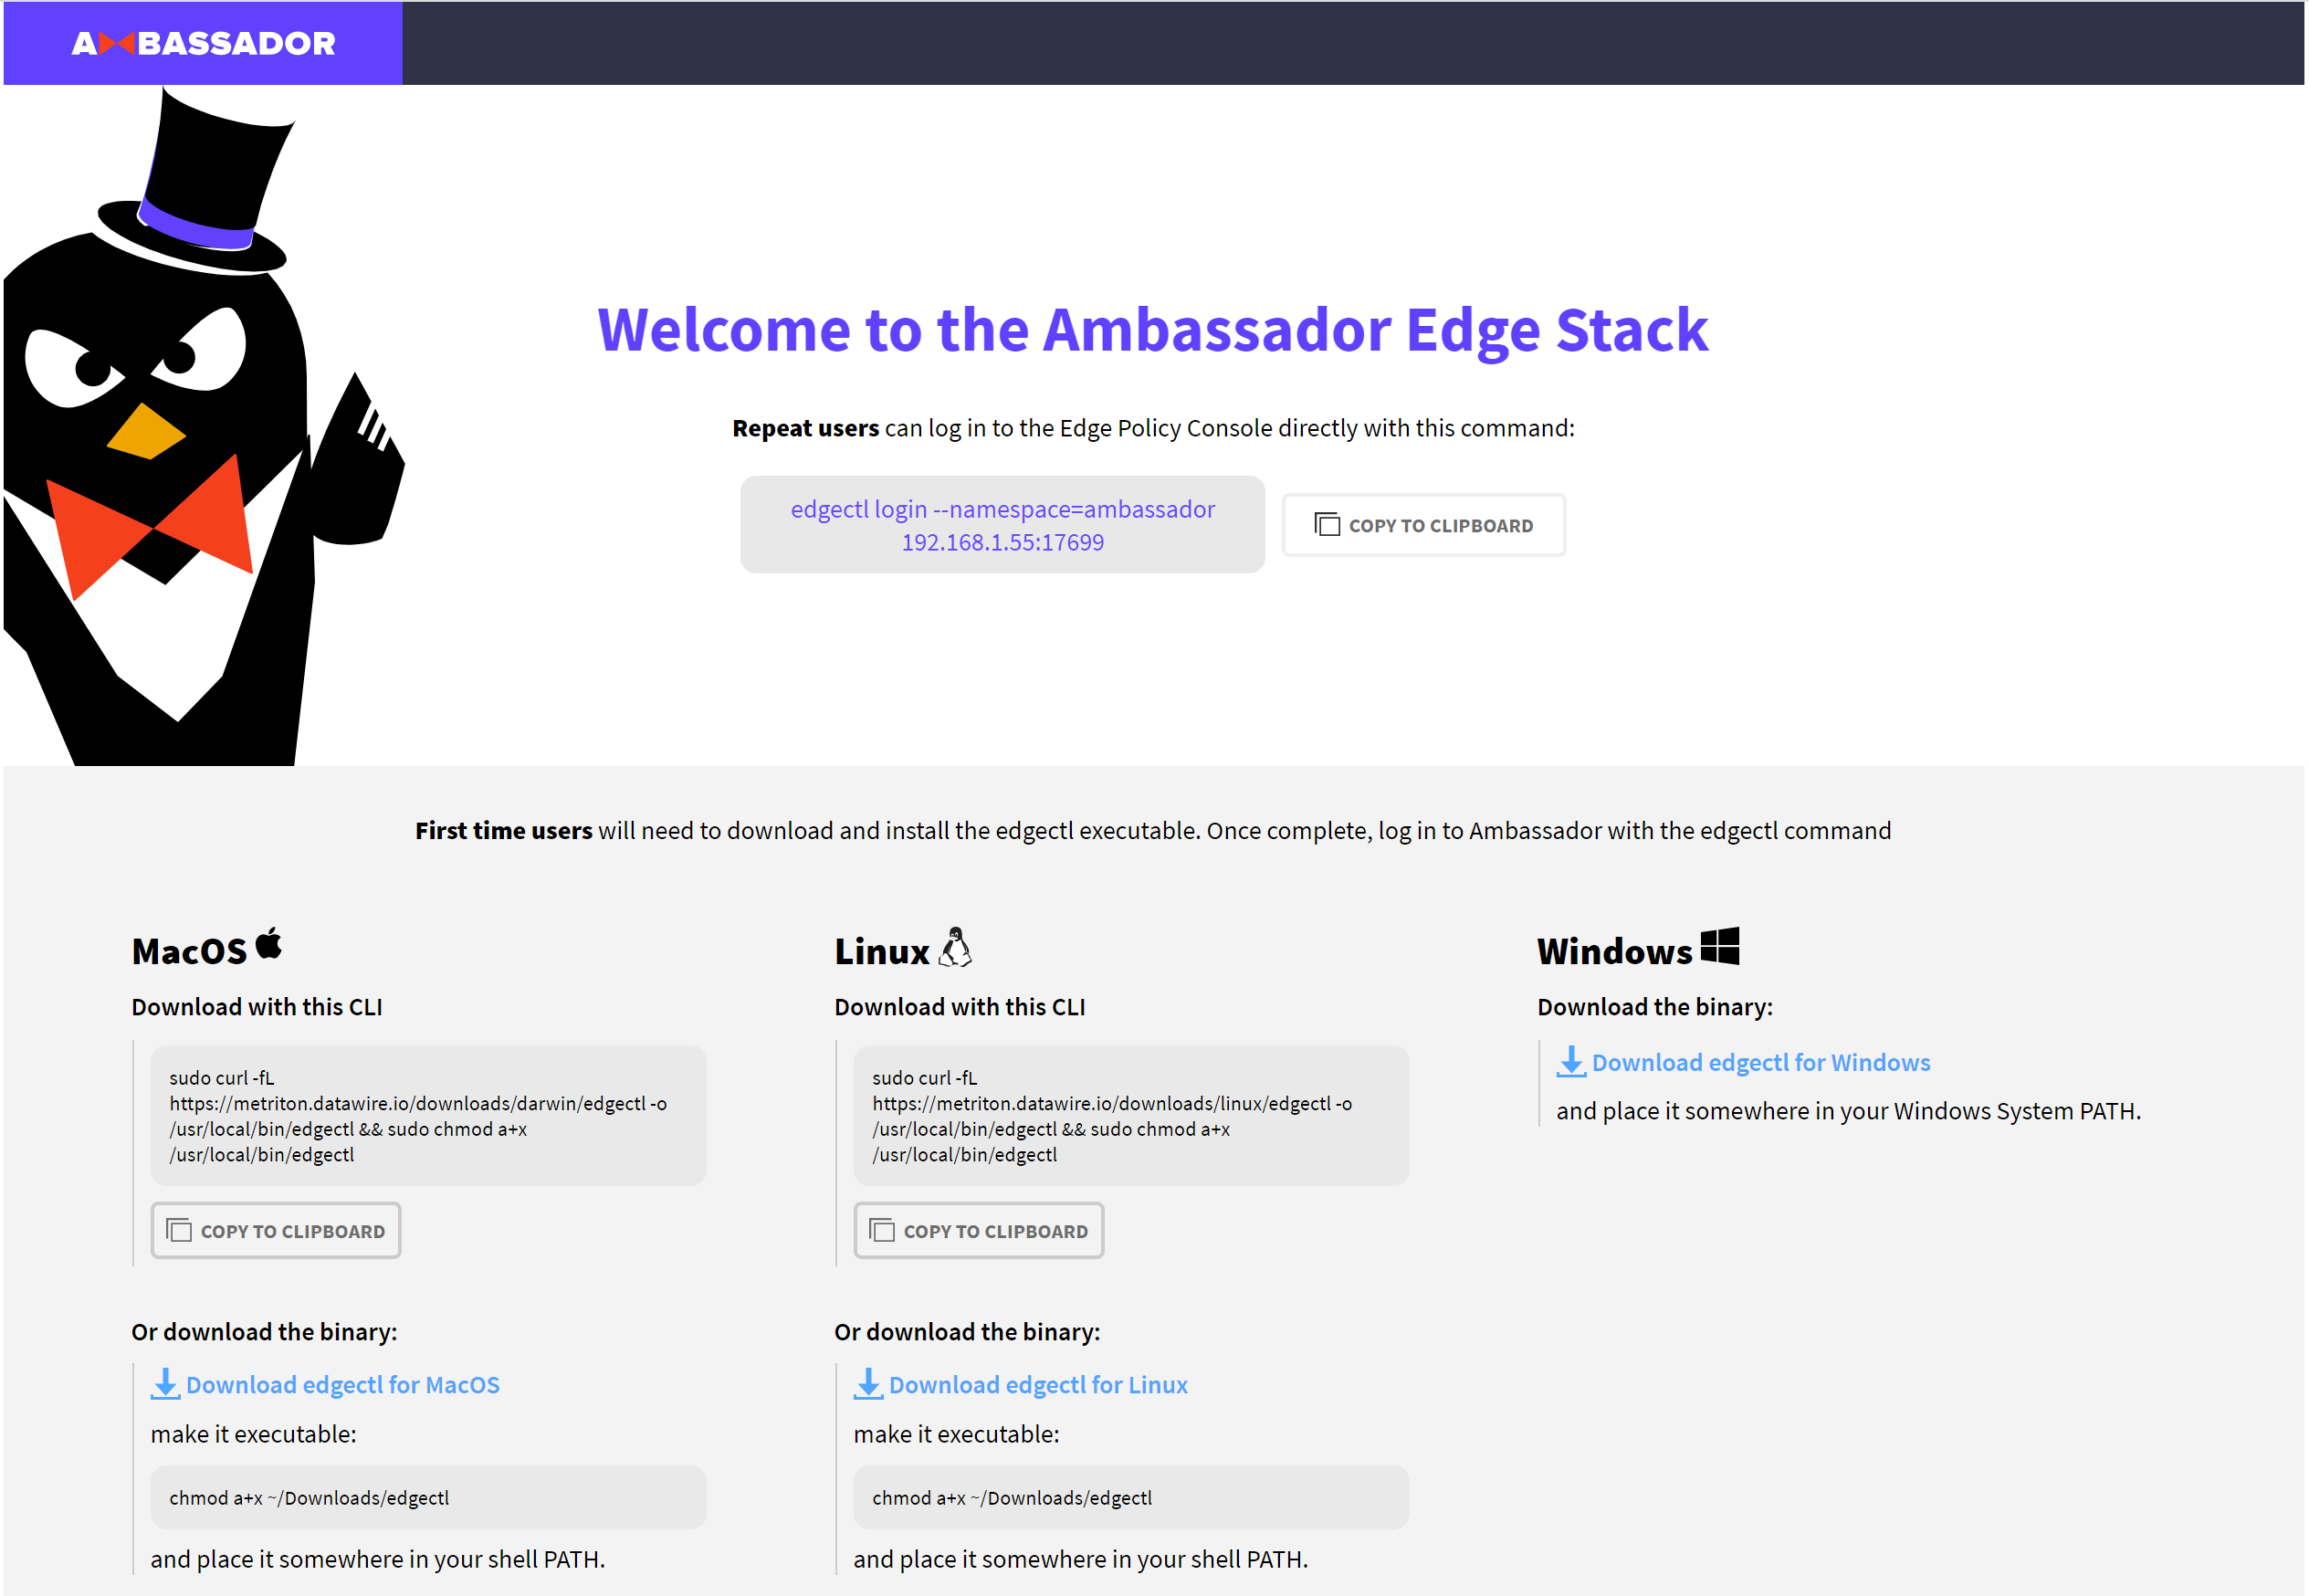 AMBASSADOR
Welcome to the Ambassador Edge Stack
Repeat users can log in to the Edge Policy Console directly with this command:
edgectl login --namespace=ambassador
192.168.1.55:17699
COPY TO CLIPBOARD
First time users will need to download and install the edgectl executable. Once complete, log in to Ambassador with the edgectl command
MacOS
Download with this CLI
sudo curl -fL
https://metriton.datawire.io/downloads/darwin/edgectl -o
/usr/local/bin/edgectl && sudo chmod a+x
/usr/local/bin/edgectl
COPY TO CLIPBOARD
Or download the binary:
Download edgectl for MacOS
make it executable:
chmod a+x ~/Downloads/edgectl
and place it somewhere in your shell PATH.
Linux
Download with this CLI
sudo curl -fL
https://metriton.datawire.io/downloads/linux/edgectl -o
/usr/local/bin/edgectl && sudo chmod a+x
/usr/local/bin/edgectl
COPY TO CLIPBOARD
Or download the binary:
Download edgectl for Linux
make it executable:
chmod a+x ~/Downloads/edgectl
and place it somewhere in your shell PATH.
Windows
Download the binary:
Download edgectl for Windows
and place it somewhere in your Windows System PATH.